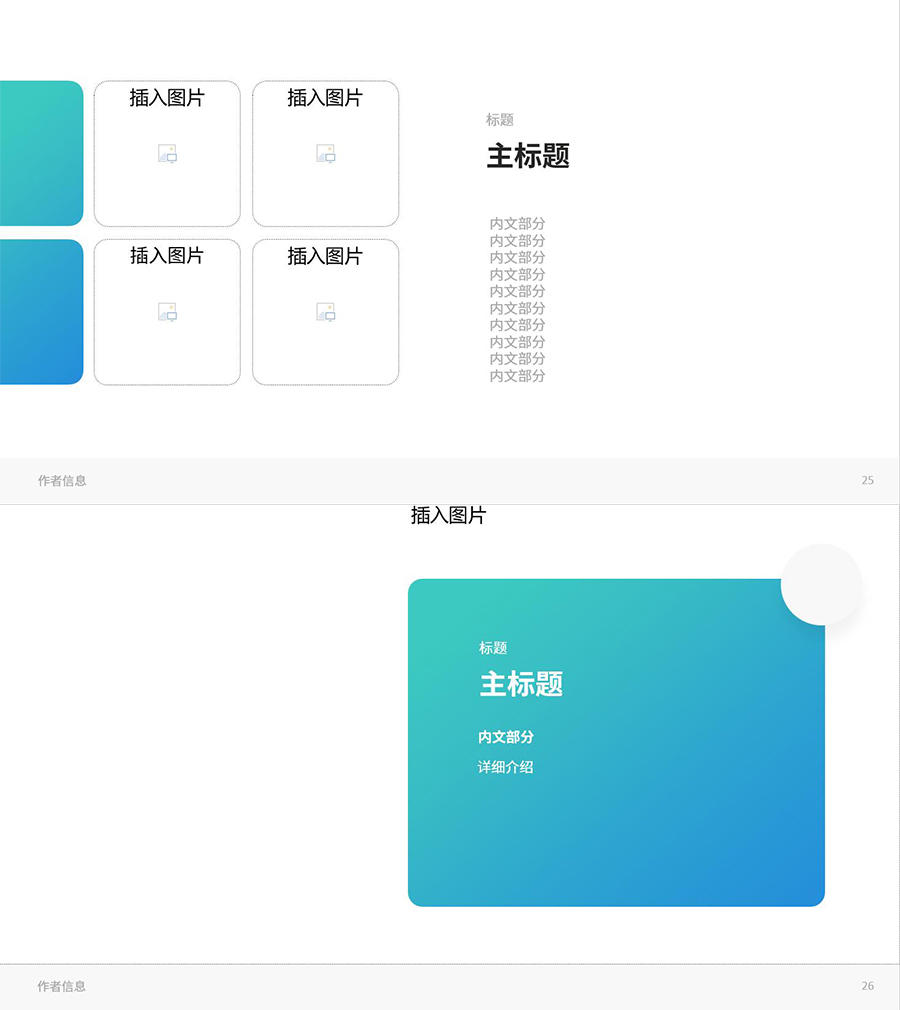 插入图片
插入图片
插入图片
插入图片
标题
主标题
内文部分
内文部分
内文部分
内文部分
内文部分
内文部分
内文部分
内文部分
内文部分
内文部分
作者信息
25
插入图片
标题
主标题
内文部分
详细介绍
作者信息
26